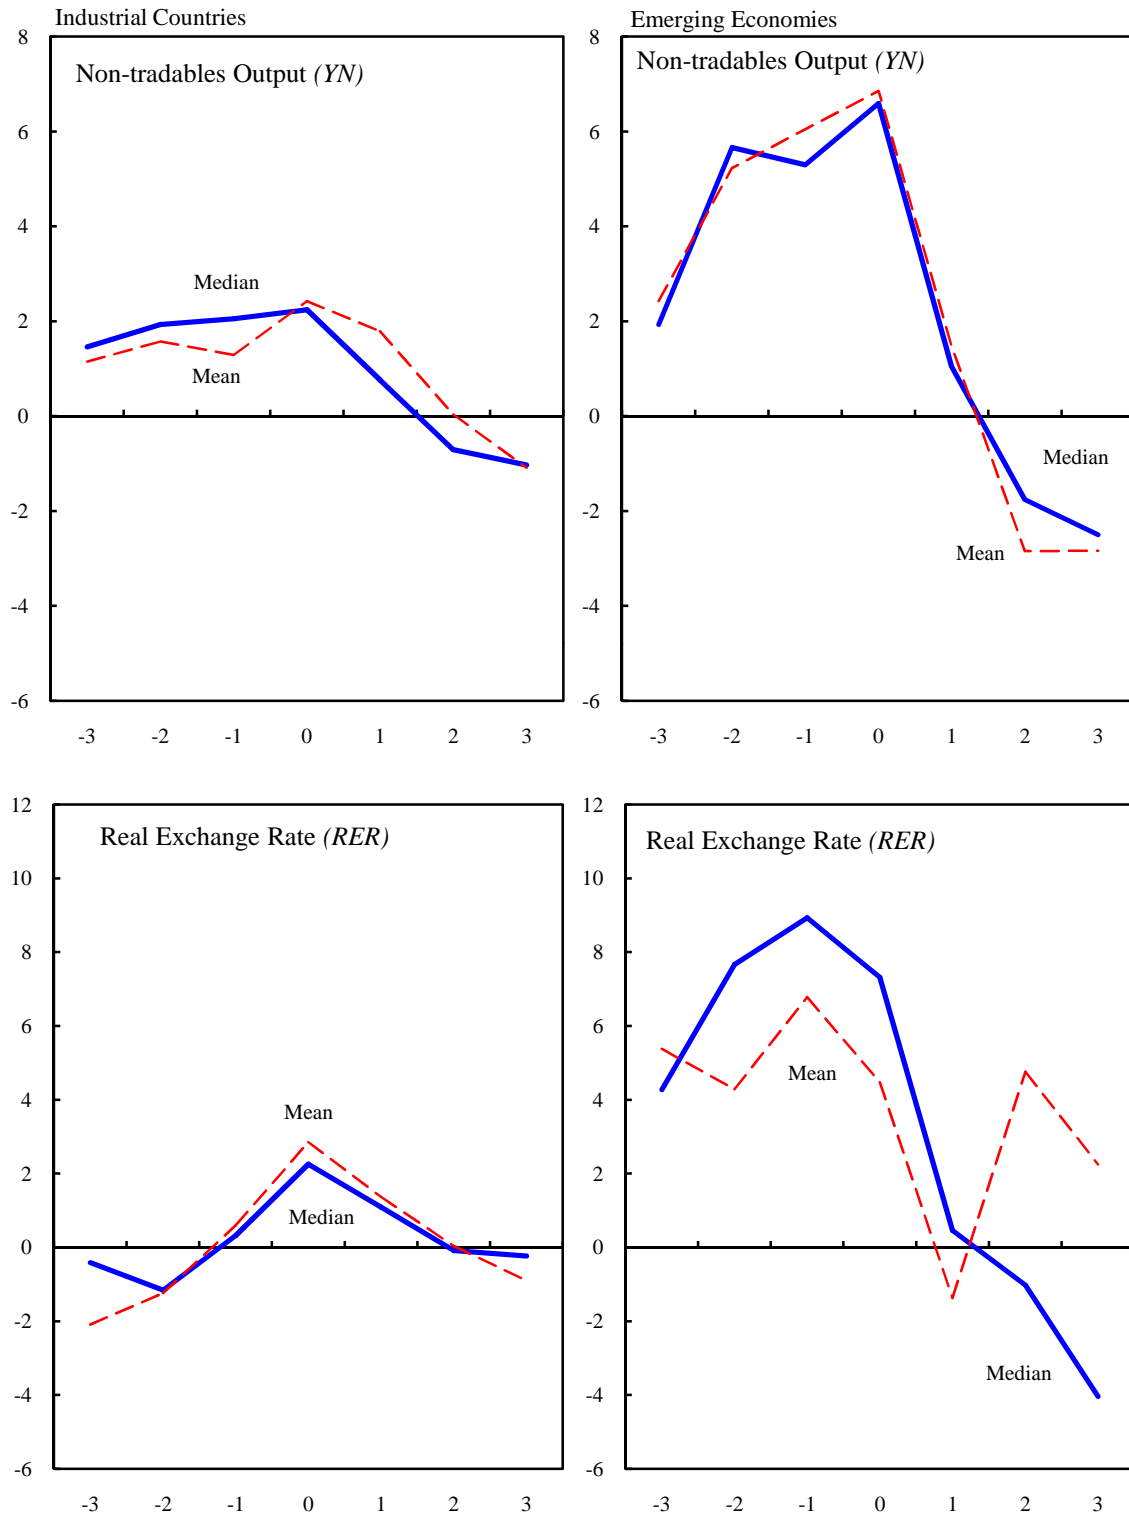 Industrial Countries
Non-tradables Output (YN)
8
6
4
2
0
-2
-4
-6
Median
Mean
-3 -2 -1 0 1 2 3
Emerging Economies
Non-tradables Output (YN)
8
6
4
2
0
-2
-4
-6
Median
Mean
-3 -2 -1 0 1 2 3
Real Exchange Rate (RER)
12
10
8
6
4
2
0
-2
-4
-6
Mean
Median
-3 -2 -1 0 1 2 3
Real Exchange Rate (RER)
12
10
8
6
4
2
0
-2
-4
-6
Mean
Median
-3 -2 -1 0 1 2 3